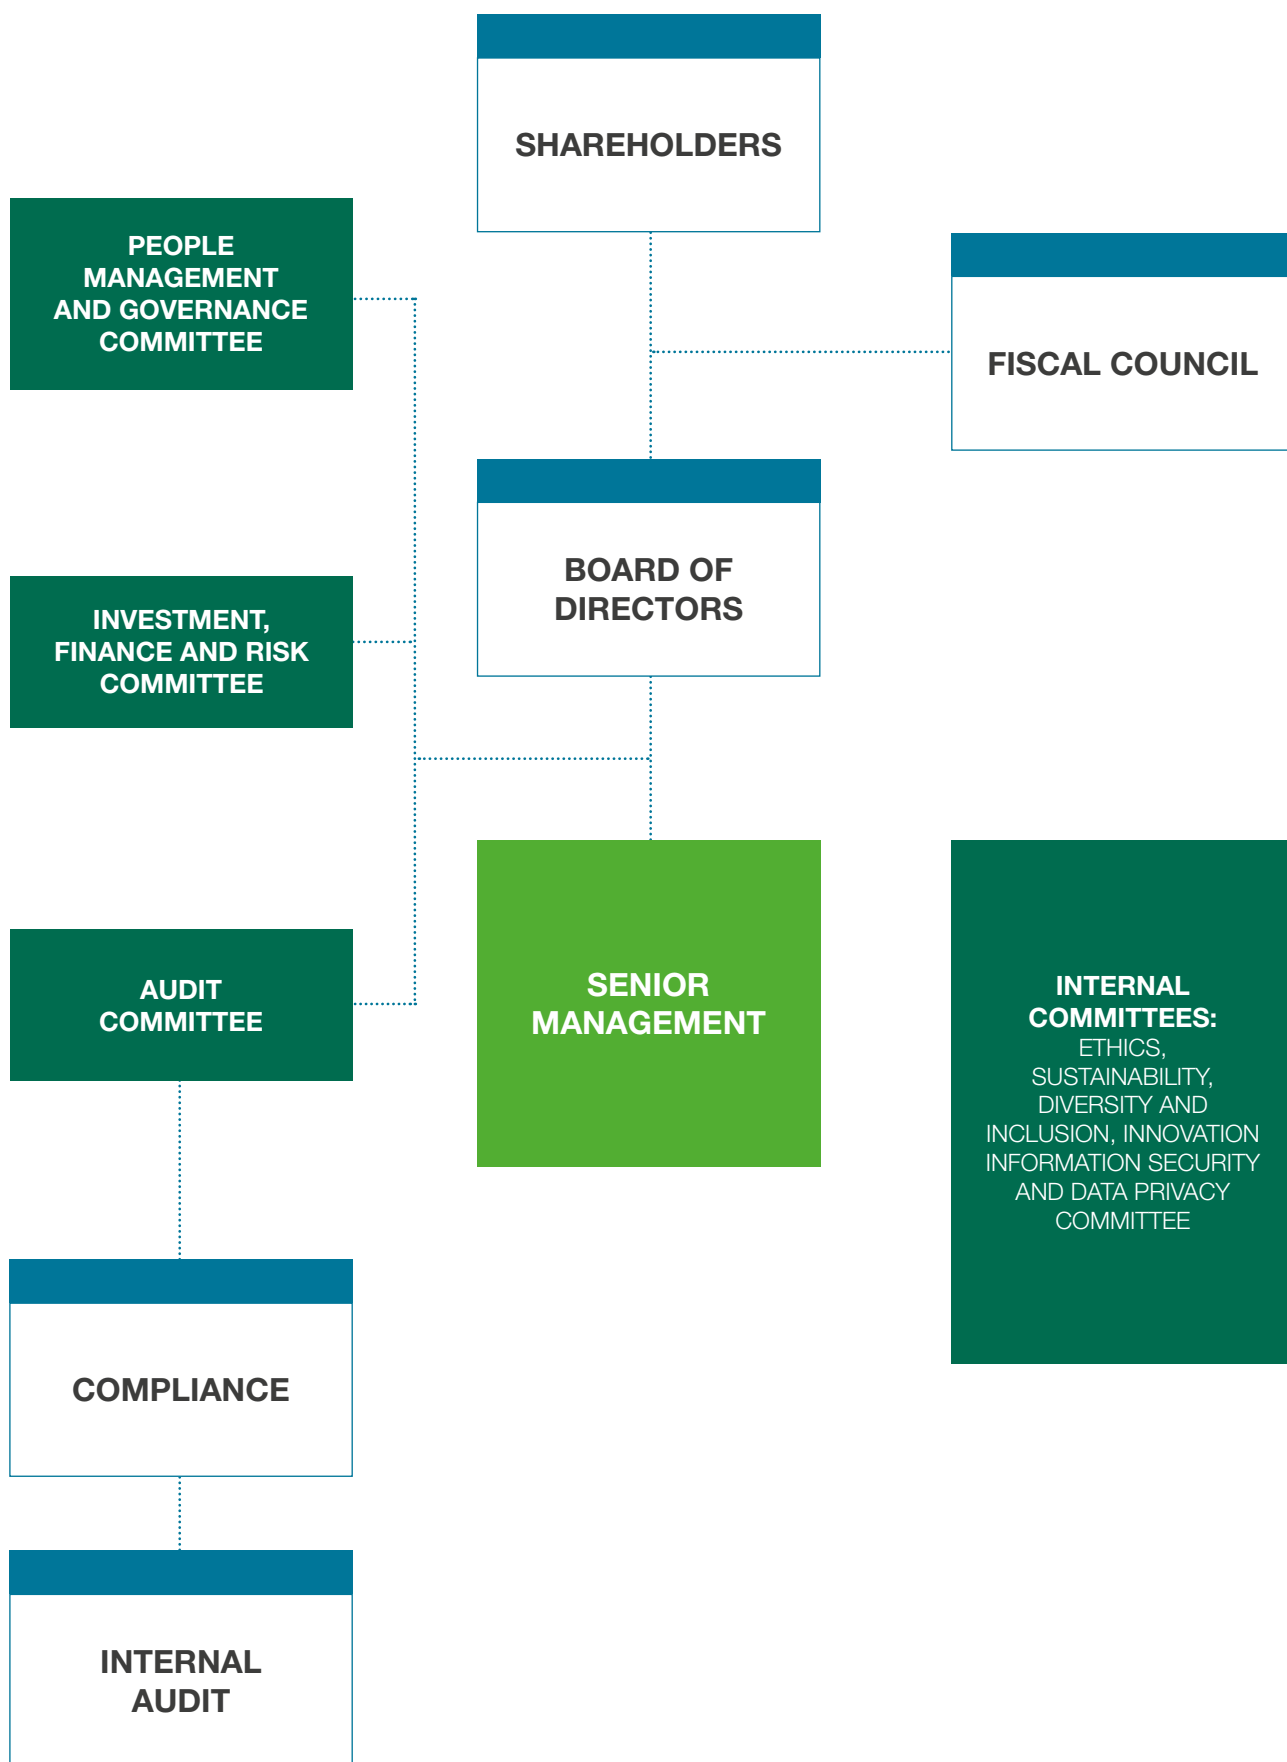 SHAREHOLDERS
PEOPLE
MANAGEMENT
AND GOVERNANCE
COMMITTEE
FISCAL COUNCIL
BOARD OF
DIRECTORS
INVESTMENT,
FINANCE AND RISK
COMMITTEE
AUDIT
COMMITTEE
SENIOR
MANAGEMENT
INTERNAL
COMMITTEES:
ETHICS,
SUSTAINABILITY,
DIVERSITY AND
INCLUSION, INNOVATION
INFORMATION SECURITY
AND DATA PRIVACY
COMMITTEE
COMPLIANCE
INTERNAL
AUDIT